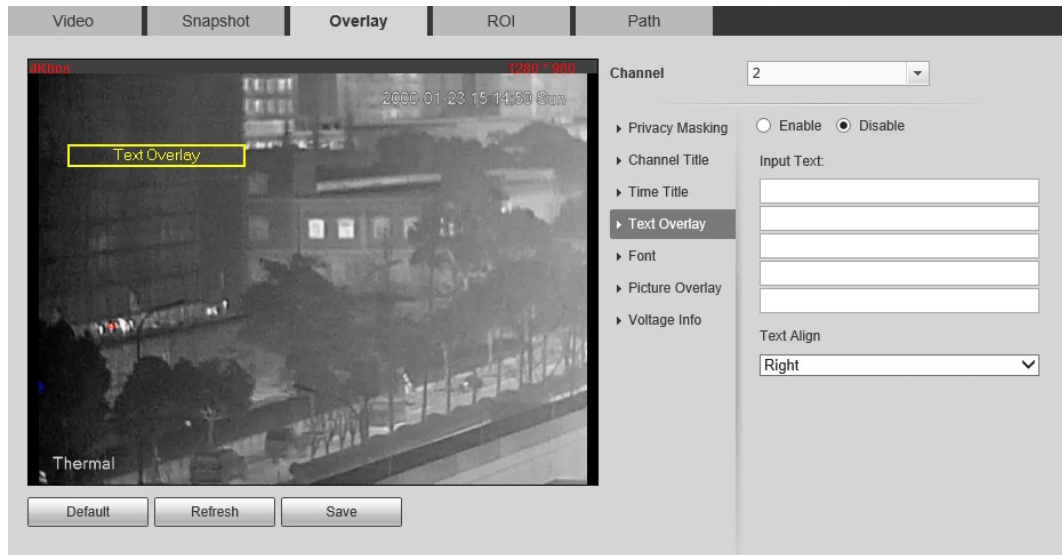 Video Snapshot Overlay ROI Path
4Kbps 1280 * 960
2000-01-23 15:14:50 Sun
Text Overlay
Thermal
Default Refresh Save
Channel 2
Privacy Masking
Channel Title
Time Title
Text Overlay
Font
Picture Overlay
Voltage Info
Enable Disable
Input Text:
Text Align
Right